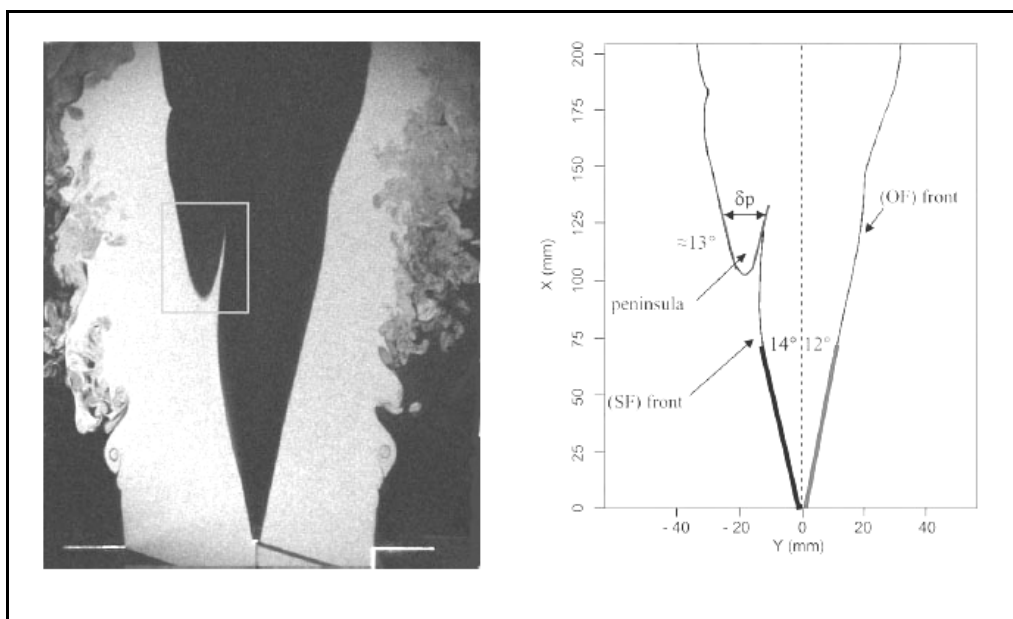 200
175
150
125
100
75
50
25
0
X (mm)
δp
(OF) front
≈13°
peninsula
14° 12°
(SF) front
- 40
- 20
0
20
40
Y (mm)